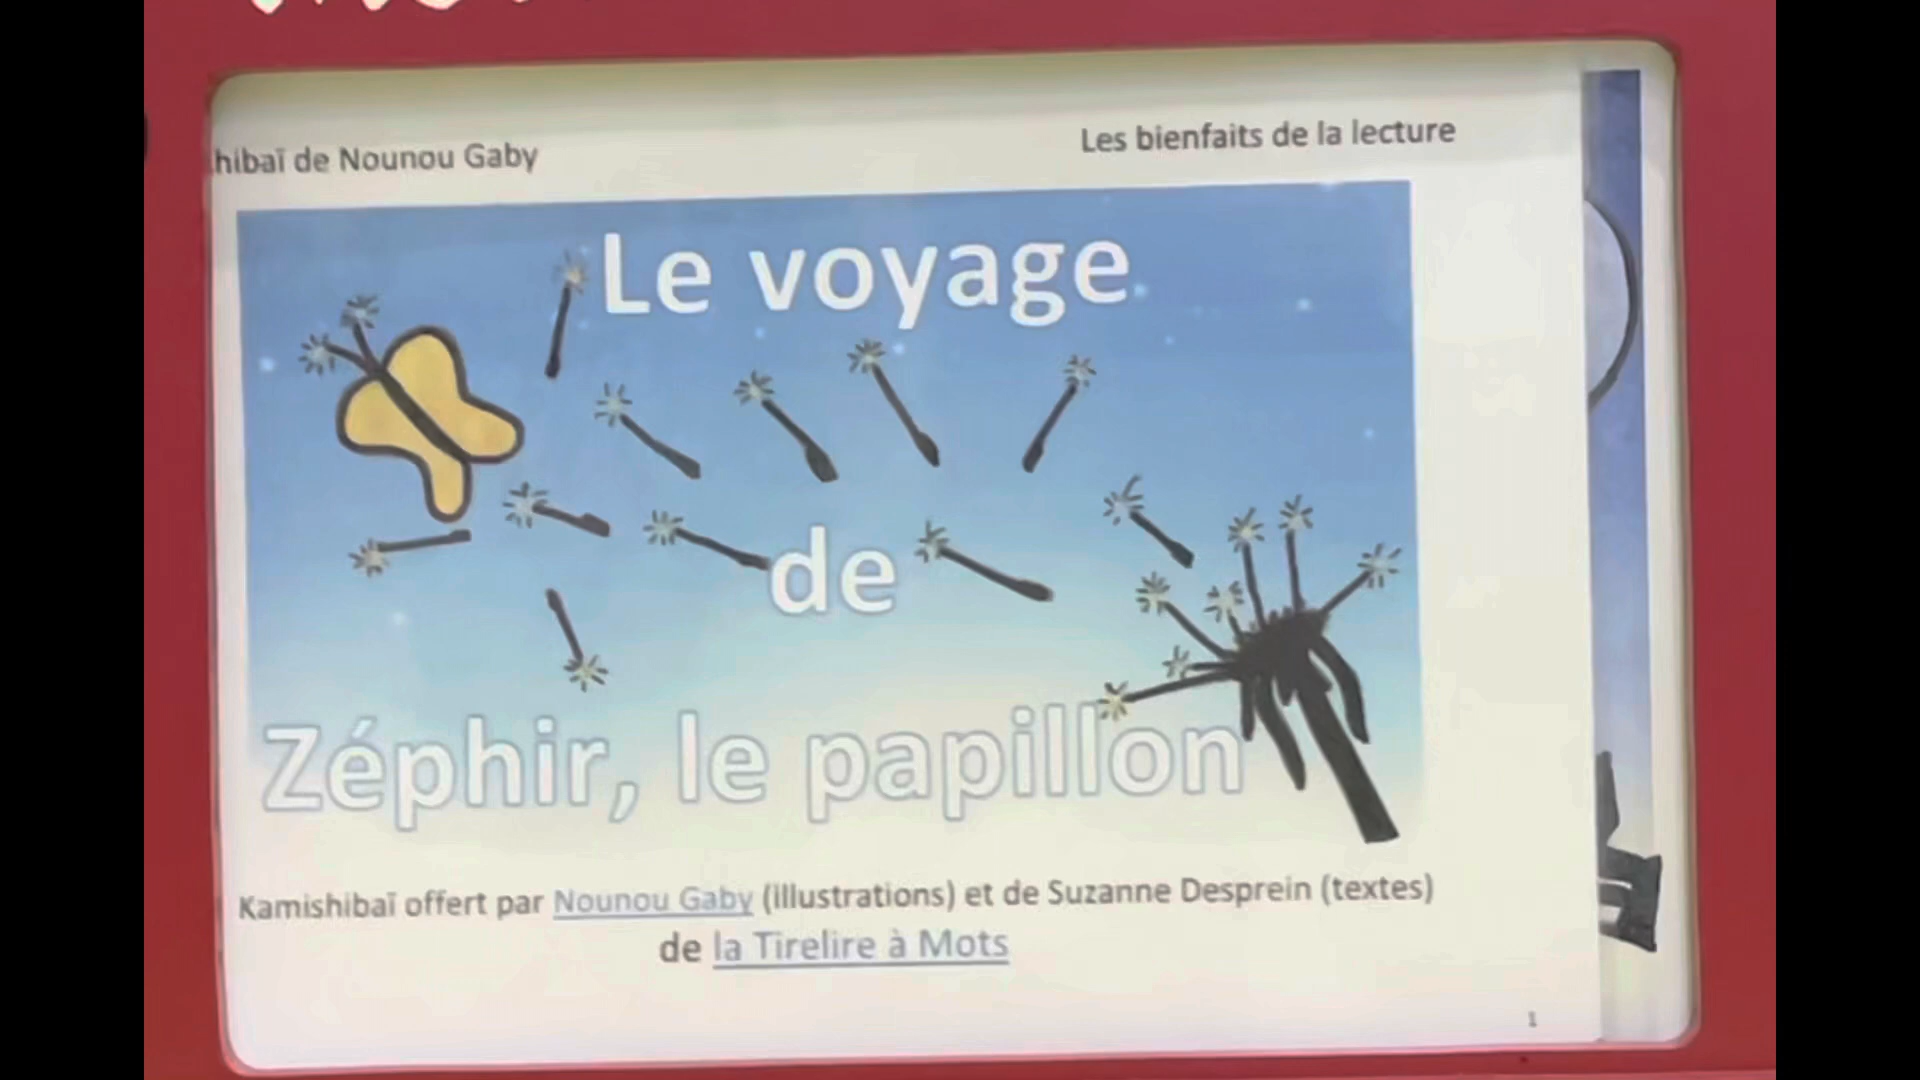 hibaï de Nounou Gaby
Les bienfaits de la lecture
Le voyage
de
Zéphir, le papillon
Kamishibaï offert par Nounou Gaby (illustrations) et de Suzanne Desprein (textes)
de la Tirelire à Mots
1